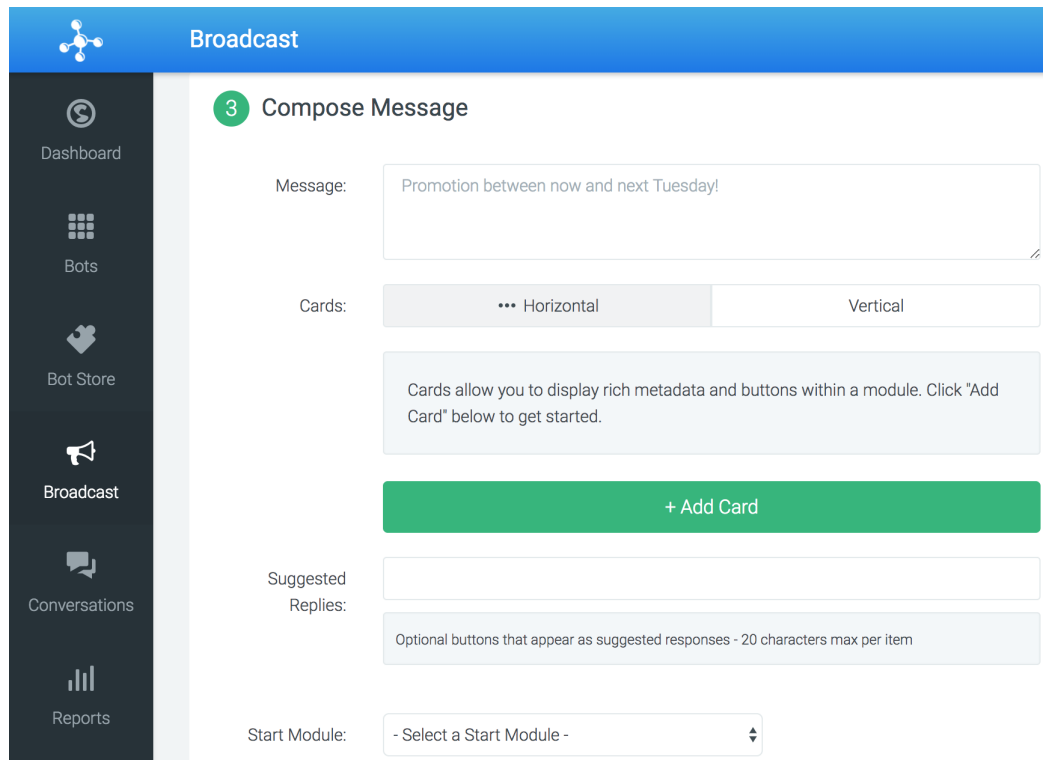 Broadcast
3 Compose Message
Dashboard
Bots
Bot Store
Broadcast
Conversations
Reports
Message:
Promotion between now and next Tuesday!
Cards:
••• Horizontal
Vertical
Cards allow you to display rich metadata and buttons within a module. Click "Add
Card" below to get started.
+ Add Card
Suggested
Replies:
Optional buttons that appear as suggested responses - 20 characters max per item
Start Module:
- Select a Start Module -